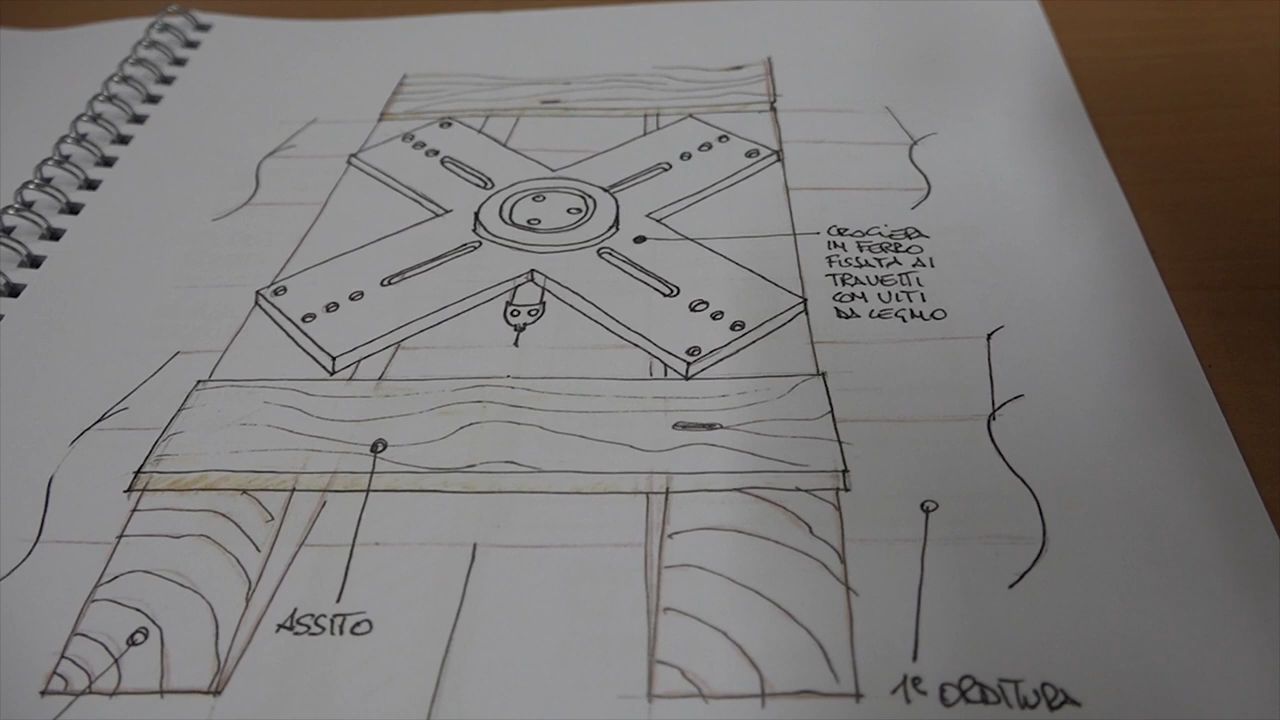 CROCIERA
IN FERRO
FISSATA AI
TRAVETTI
CON VITI
DA LEGNO
ASSITO
1ª ORDITURA